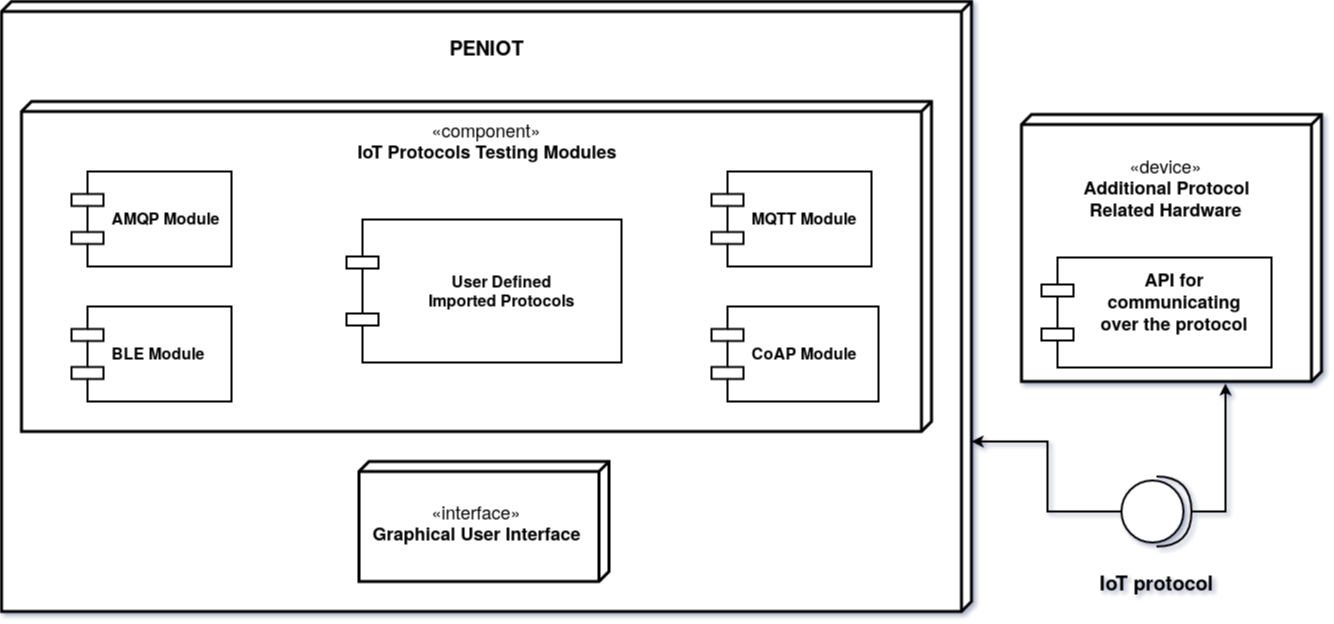 PENIOT
«component»
IoT Protocols Testing Modules
AMQP Module
MQTT Module
User Defined
Imported Protocols
BLE Module
CoAP Module
«interface»
Graphical User Interface
«device»
Additional Protocol
Related Hardware
API for
communicating
over the protocol
IoT protocol